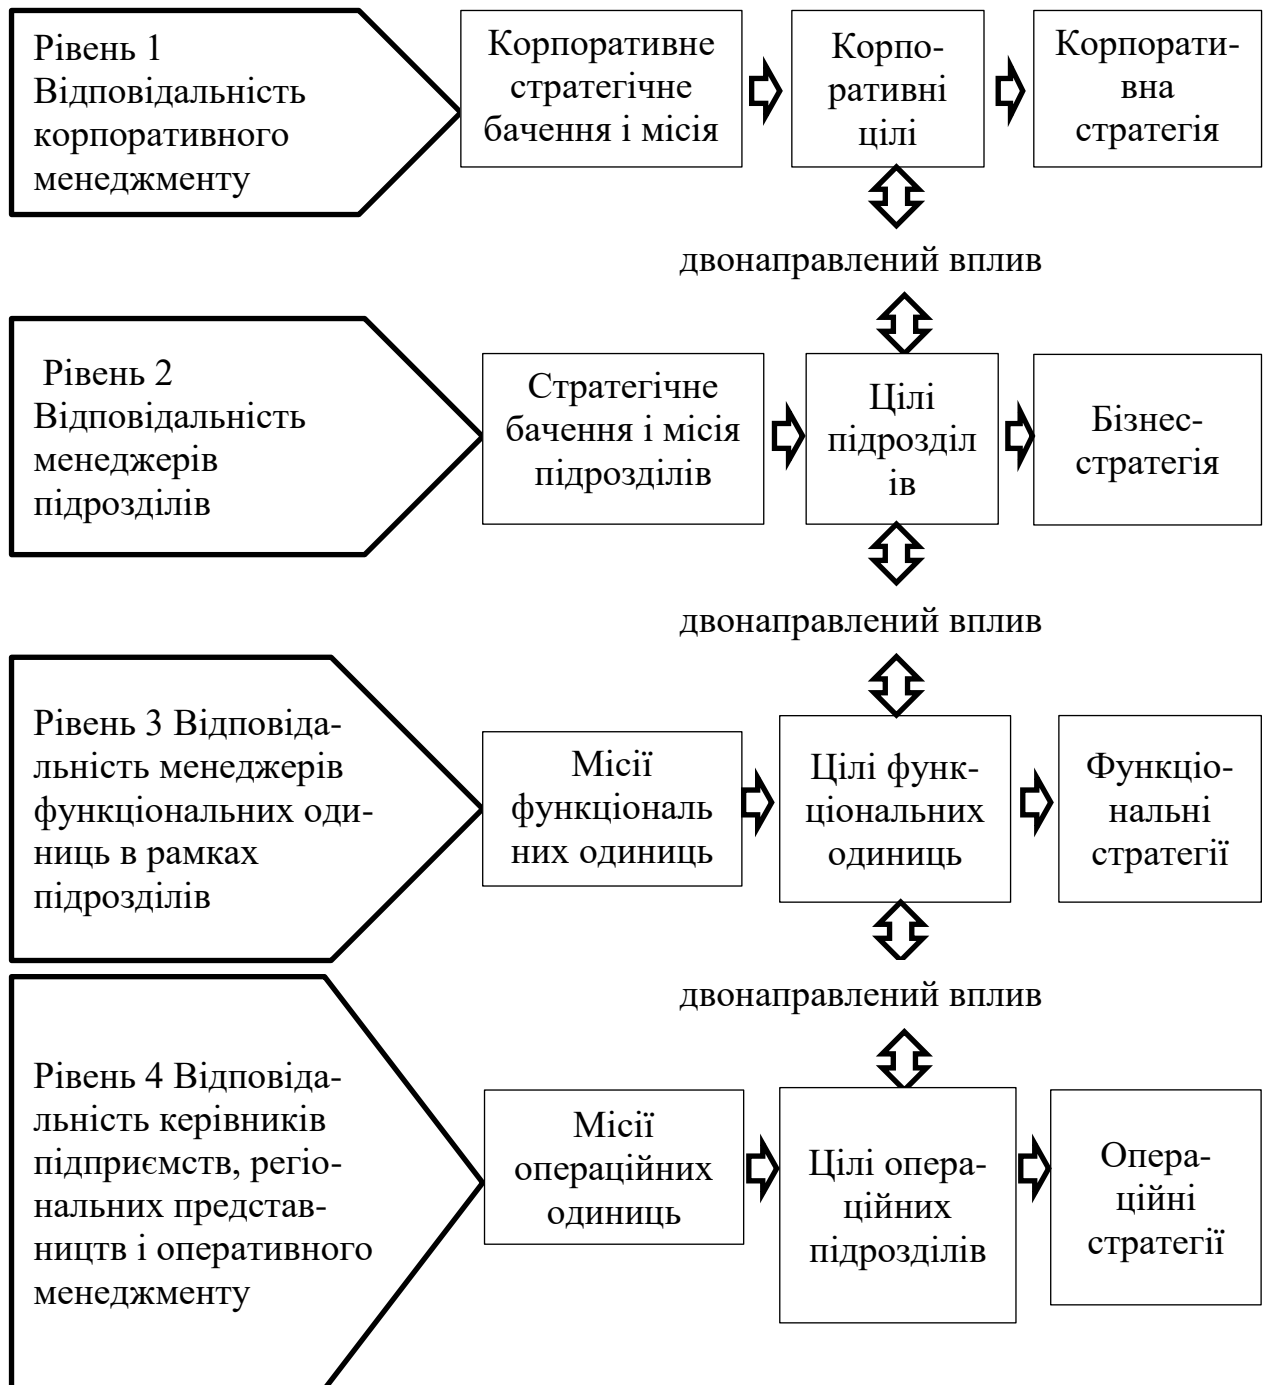 Рівень 1
Відповідальність
корпоративного
менеджменту
Корпоративне
стратегічне
бачення і місія
Корпо-
ративні
цілі
Корпорати-
вна
стратегія
двонаправлений вплив
Рівень 2
Відповідальність
менеджерів
підрозділів
Стратегічне
бачення і місія
підрозділів
Цілі
підрозділ
ів
Бізнес-
стратегія
двонаправлений вплив
Рівень 3 Відповіда-
льність менеджерів
функціональних оди-
ниць в рамках
підрозділів
Місії
функціональ
них одиниць
Цілі функ-
ціональних
одиниць
Функціо-
нальні
стратегії
двонаправлений вплив
Рівень 4 Відповіда-
льність керівників
підприємств, регіо-
нальних представ-
ництв і оперативного
менеджменту
Місії
операційних
одиниць
Цілі опера-
ційних
підрозділів
Опера-
ційні
стратегії